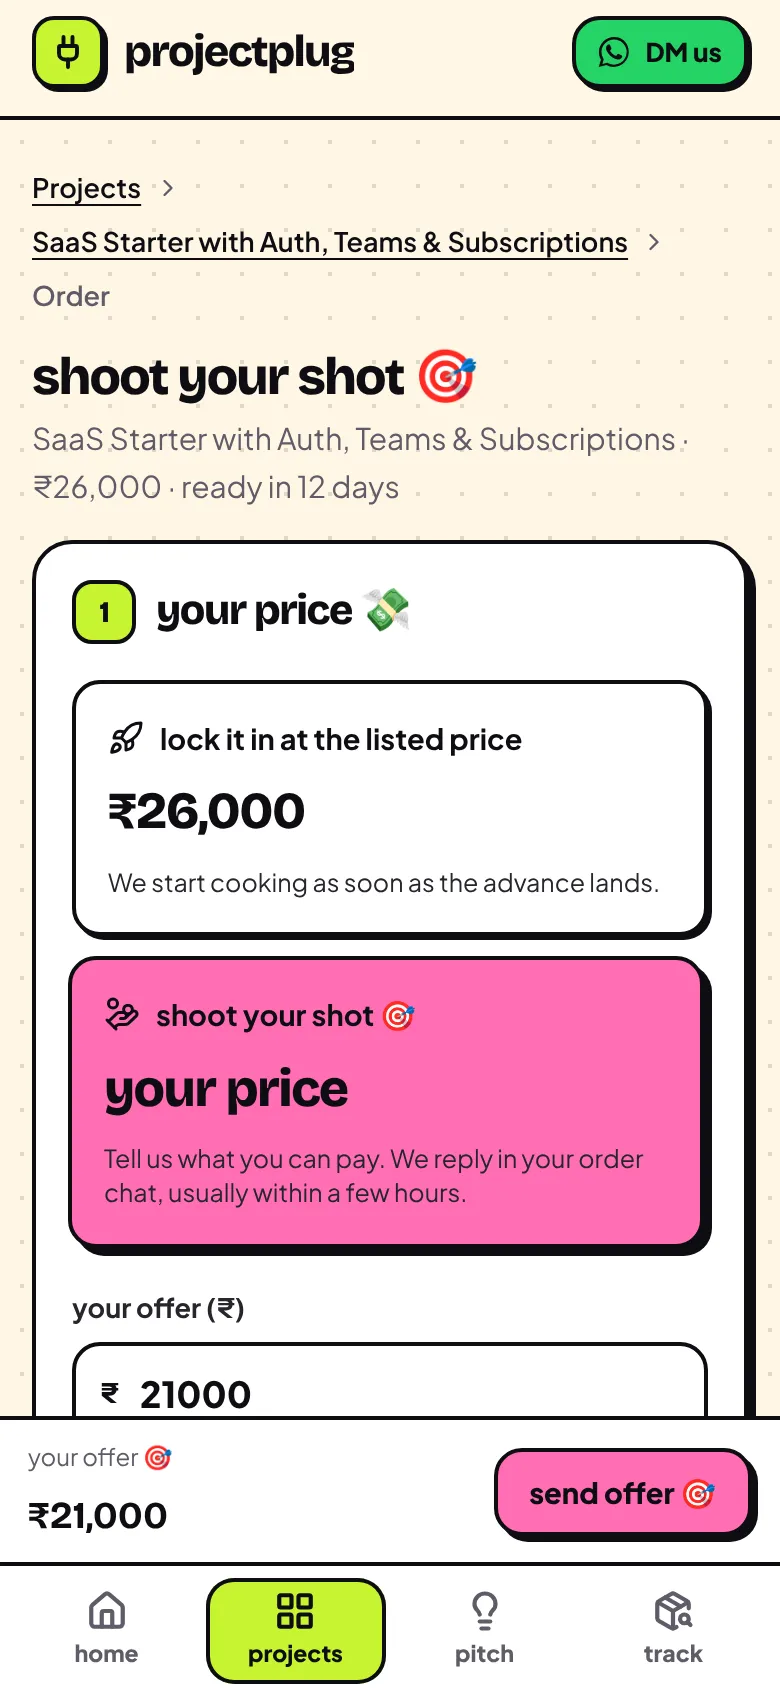 projectplug
DM us
Projects
SaaS Starter with Auth, Teams & Subscriptions
Order
shoot your shot 🎯
SaaS Starter with Auth, Teams & Subscriptions ·
₹26,000 · ready in 12 days
1
your price 💸
lock it in at the listed price
₹26,000
We start cooking as soon as the advance lands.
shoot your shot 🎯
your price
Tell us what you can pay. We reply in your order
chat, usually within a few hours.
your offer (₹)
₹ 21000
your offer 🎯
₹21,000
send offer 🎯
home
projects
pitch
track